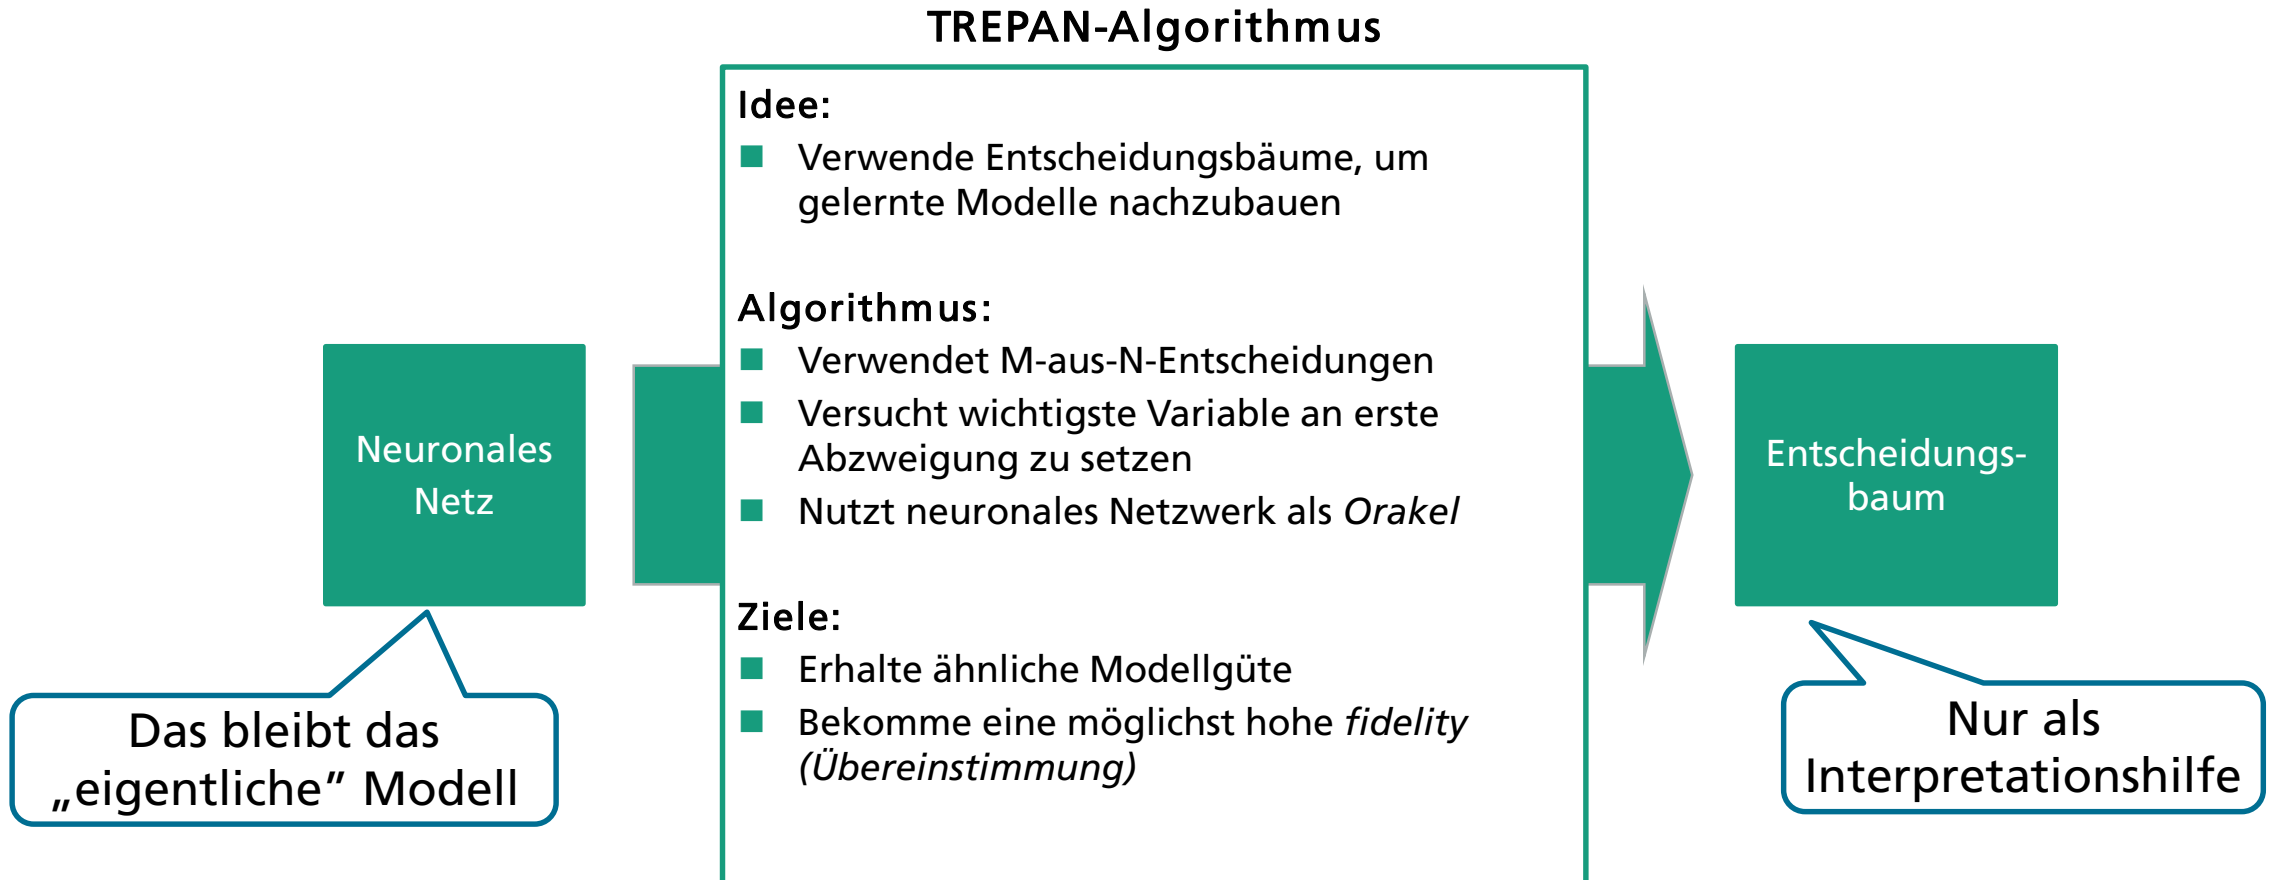 TREPAN-Algorithmus
Idee:
Verwende Entscheidungsbäume, um
gelernte Modelle nachzubauen
Algorithmus:
Verwendet M-aus-N-Entscheidungen
Versucht wichtigste Variable an erste
Abzweigung zu setzen
Nutzt neuronales Netzwerk als Orakel
Ziele:
Erhalte ähnliche Modellgüte
Bekomme eine möglichst hohe fidelity
(Übereinstimmung)
Neuronales
Netz
Das bleibt das
„eigentliche” Modell
Entscheidungs-
baum
Nur als
Interpretationshilfe